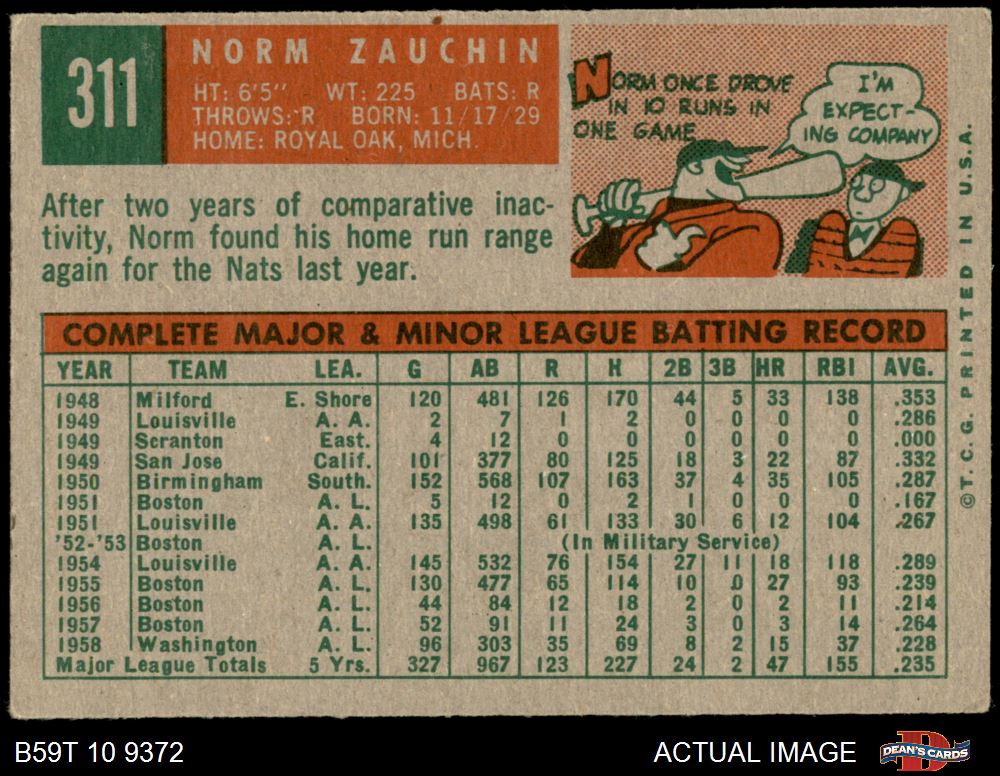 311
NORM ZAUCHIN
HT: 6'5" WT: 225 BATS: R
THROWS: R BORN: 11/17/29
HOME: ROYAL OAK, MICH.
NORM ONCE DROVE
IN 10 RUNS IN
ONE GAME
I'M
EXPECT-
ING COMPANY
After two years of comparative inac-
tivity, Norm found his home run range
again for the Nats last year.
COMPLETE MAJOR & MINOR LEAGUE BATTING RECORD
YEAR TEAM LEA. G AB R H 2B 3B HR RBI AVG.
1948 Milford E. Shore 120 481 126 170 44 5 33 138 .353
1949 Louisville A. A. 2 7 1 2 0 0 0 0 .286
1949 Scranton East. 4 12 0 0 0 0 0 0 .000
1949 San Jose Calif. 101 377 80 125 18 3 22 87 .332
1950 Birmingham South. 152 568 107 163 37 4 35 105 .287
1951 Boston A. L. 5 12 0 2 1 0 0 0 .167
1951 Louisville A. A. 135 498 61 133 30 6 12 104 .267
'52-'53 Boston (In Military Service)
1954 Louisville A. A. 145 532 76 154 27 11 18 118 .289
1955 Boston A. L. 130 477 65 114 10 0 27 93 .239
1956 Boston A. L. 44 84 12 18 2 0 2 11 .214
1957 Boston A. L. 52 91 11 24 3 0 3 14 .264
1958 Washington A. L. 96 303 35 69 8 2 15 37 .228
Major League Totals 5 Yrs. 327 967 123 227 24 2 47 155 .235
©T. C. G. PRINTED IN U.S.A.
B59T 10 9372
ACTUAL IMAGE
D
DEAN'S CARDS